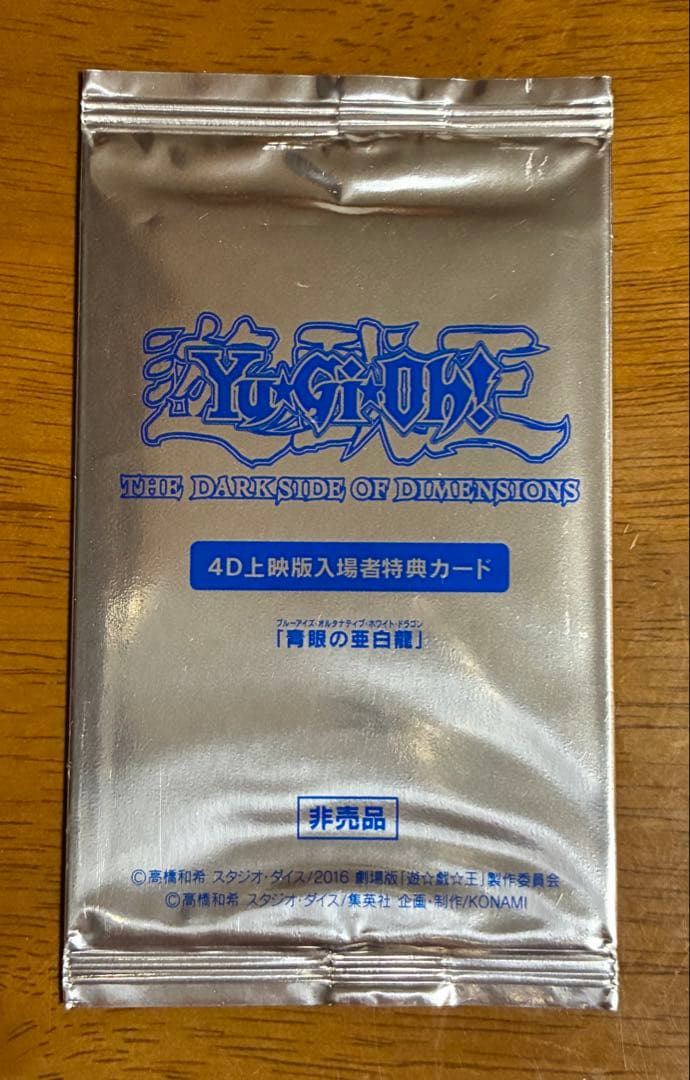 遊戯王
Yu-Gi-Oh!
THE DARKSIDE OF DIMENSIONS
4D上映版入場者特典カード
ブルーアイズ・オルタナティブ・ホワイト・ドラゴン
「青眼の亜白龍」
非売品
©高橋和希 スタジオ・ダイス/2016 劇場版「遊☆戯☆王」製作委員会
©高橋和希 スタジオ・ダイス/集英社 企画・制作/KONAMI